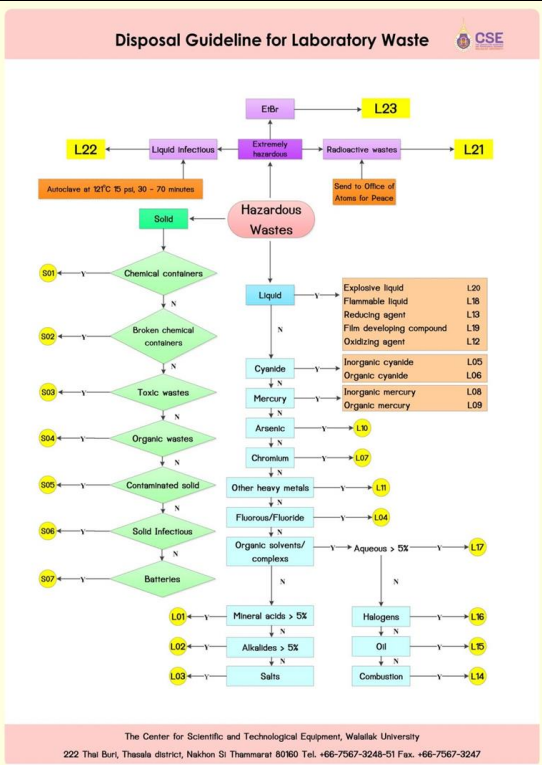 Disposal Guideline for Laboratory Waste
CSE
EtBr
L23
L22
Liquid infectious
Extremely
hazardous
Radioactive wastes
L21
Autoclave at 121°C 15 psi, 30 - 70 minutes
Send to Office of
Atoms for Peace
Hazardous
Wastes
Solid
S01
Y
Chemical containers
N
S02
Y
Broken chemical
containers
N
S03
Y
Toxic wastes
N
S04
Y
Organic wastes
N
S05
Y
Contaminated solid
N
S06
Y
Solid Infectious
N
S07
Y
Batteries
Liquid
Y
Explosive liquid L20
Flammable liquid L18
Reducing agent L13
Film developing compound L19
Oxidizing agent L12
N
Cyanide
Y
Inorganic cyanide L05
Organic cyanide L06
N
Mercury
Y
Inorganic mercury L08
Organic mercury L09
N
Arsenic
Y
L10
N
Chromium
Y
L07
N
Other heavy metals
Y
L11
N
Fluorous/Fluoride
Y
L04
N
Organic solvents/
complexs
Y
Aqueous > 5%
Y
L17
N
N
L01
Y
Mineral acids > 5%
Halogens
Y
L16
N
N
L02
Y
Alkalides > 5%
Oil
Y
L15
N
N
L03
Y
Salts
Combustion
Y
L14
The Center for Scientific and Technological Equipment, Walailak University
222 Thai Buri, Thasala district, Nakhon Si Thammarat 80160 Tel. +66-7567-3248-51 Fax. +66-7567-3247